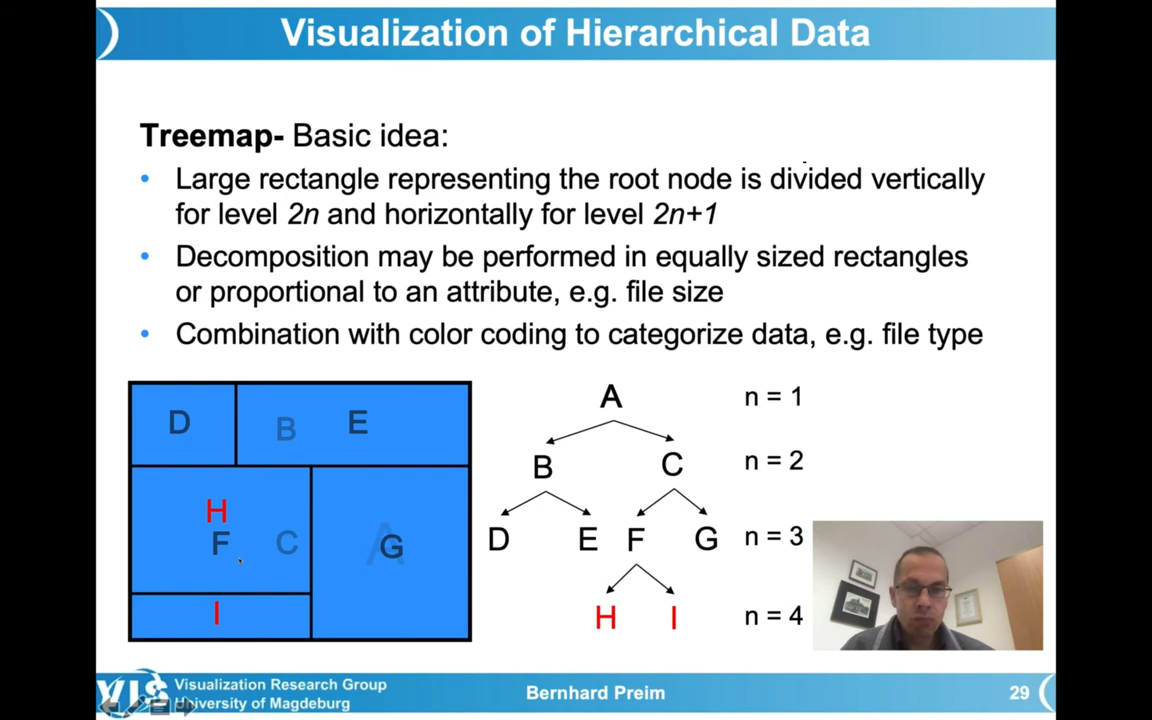 Visualization of Hierarchical Data
Treemap- Basic idea:
• Large rectangle representing the root node is divided vertically
for level 2n and horizontally for level 2n+1
• Decomposition may be performed in equally sized rectangles
or proportional to an attribute, e.g. file size
• Combination with color coding to categorize data, e.g. file type
D B E
H
F C A G
I
A n = 1
B C n = 2
D E F G n = 3
H I n = 4
VIS
Visualization Research Group
University of Magdeburg
Bernhard Preim
29